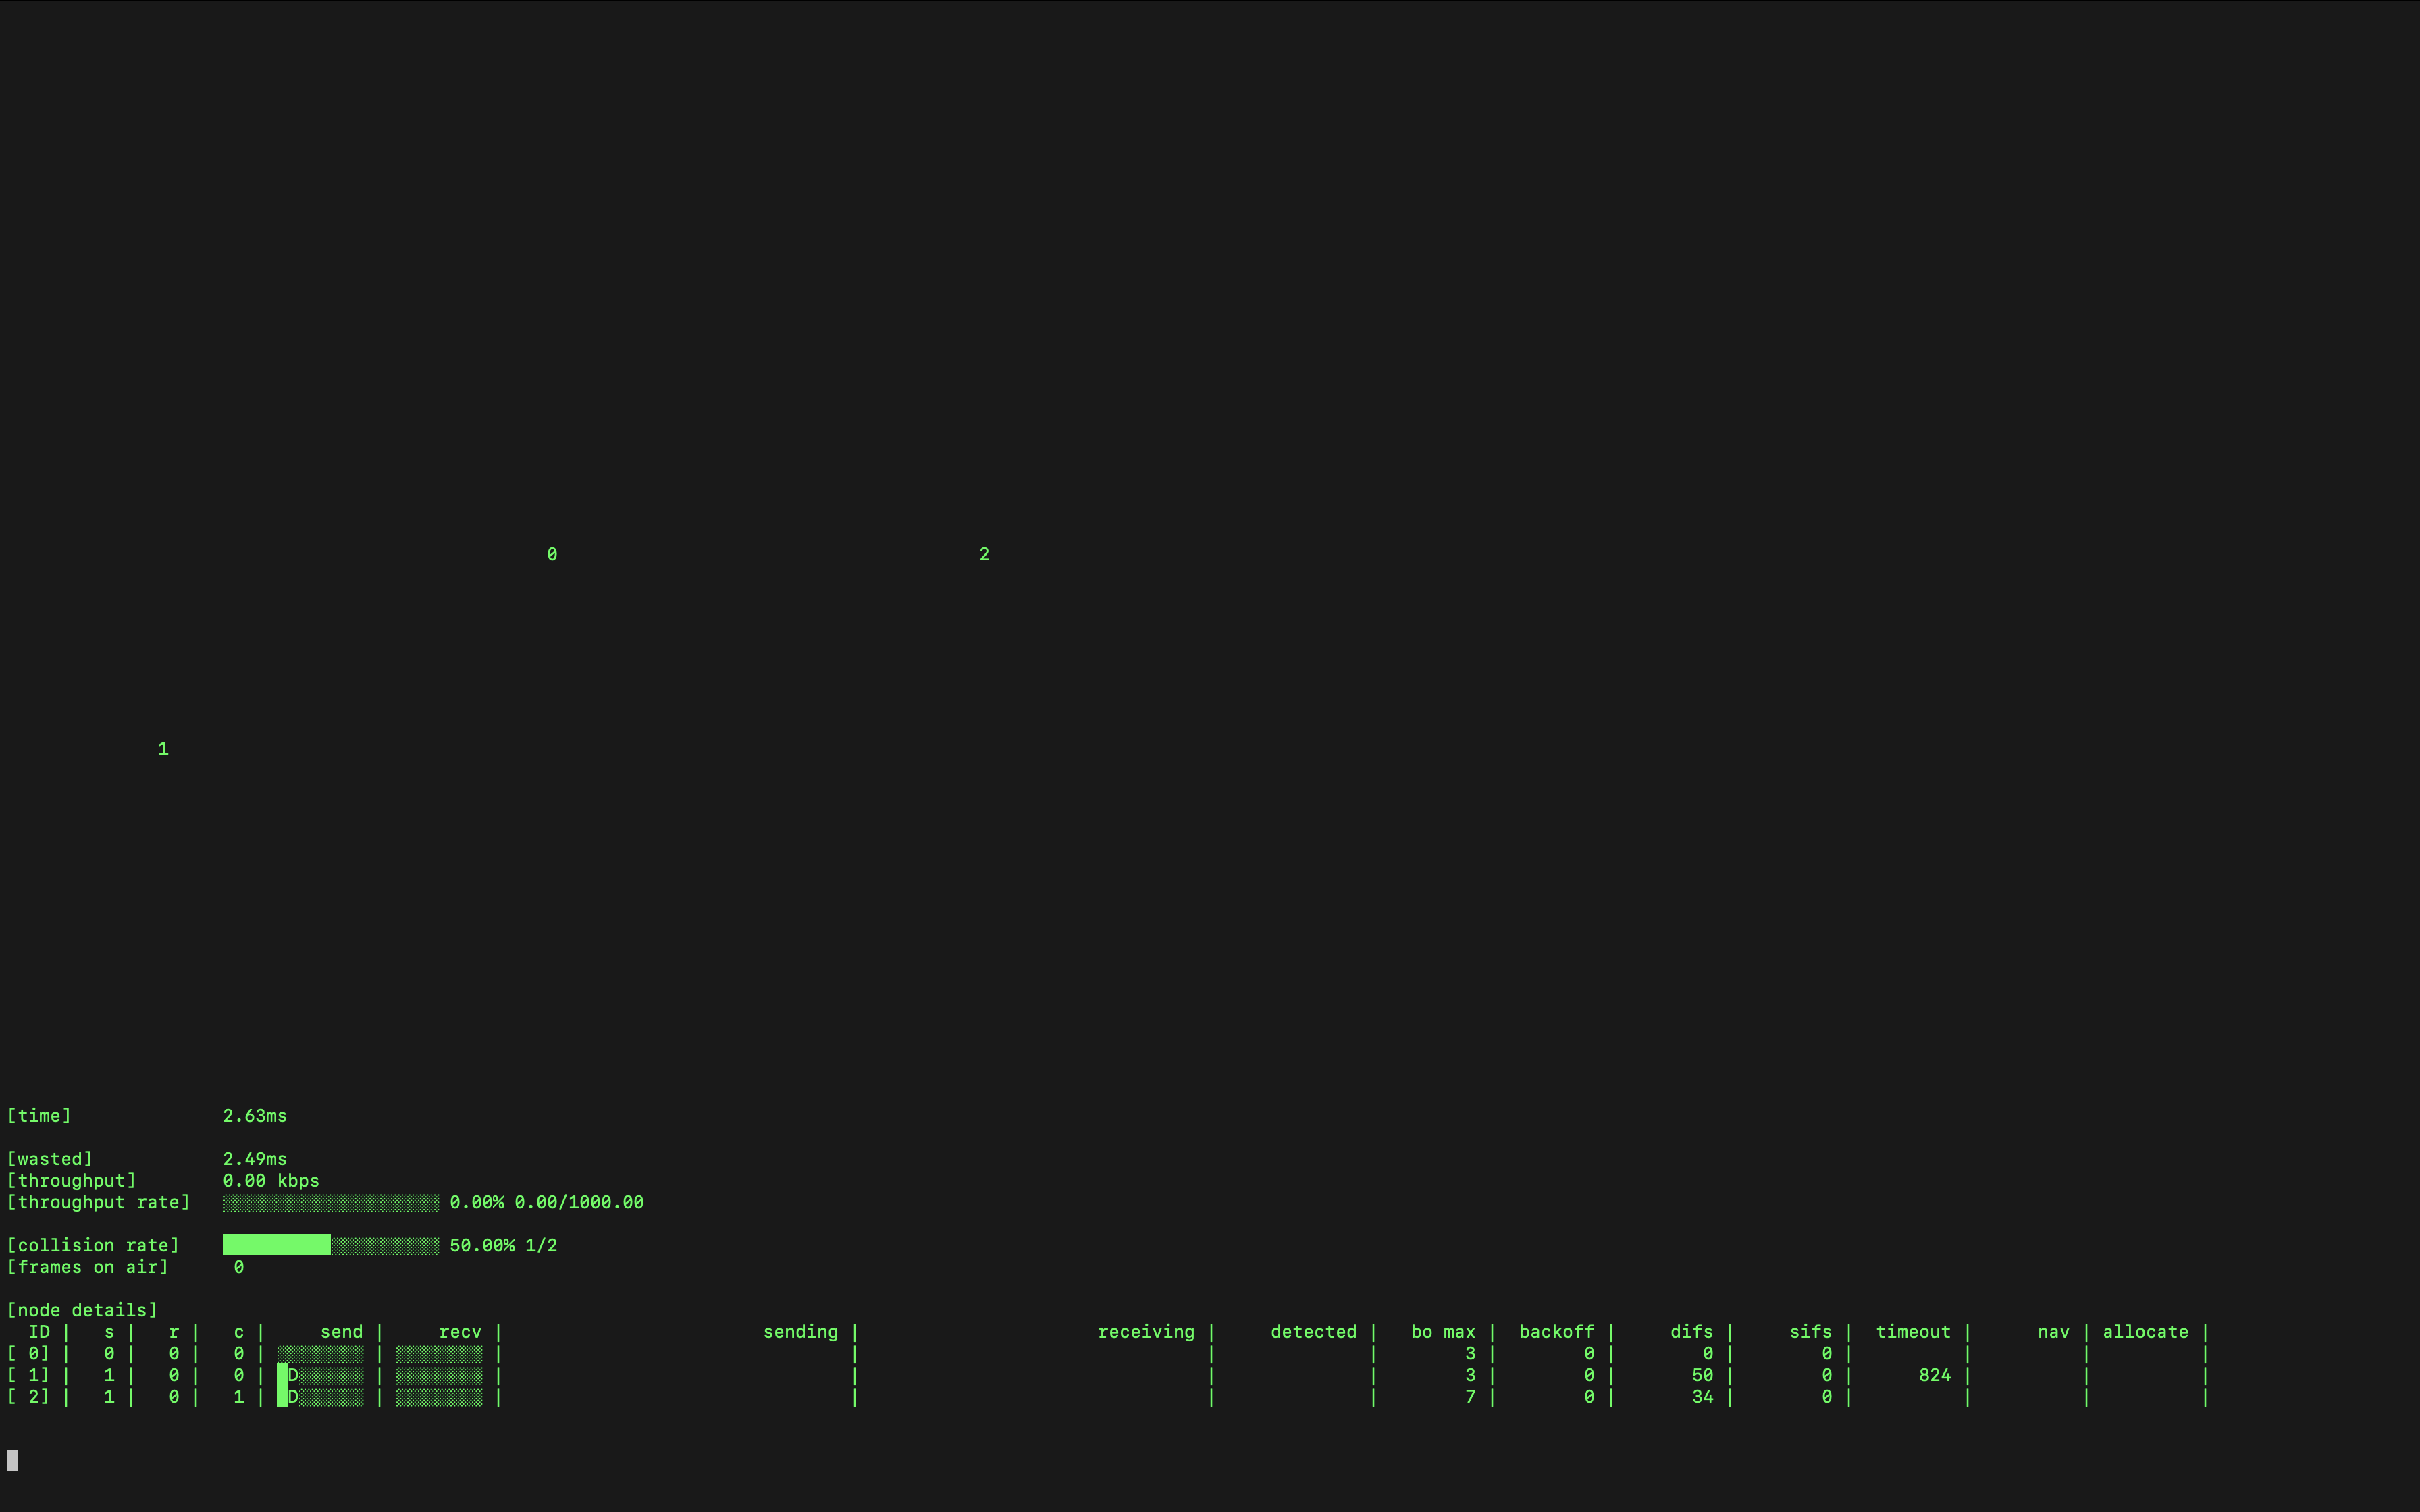 0 2
1
[time] 2.63ms
[wasted] 2.49ms
[throughput] 0.00 kbps
[throughput rate] ░░░░░░░░░░░░░░░░░░░░ 0.00% 0.00/1000.00
[collision rate] ██████████░░░░░░░░░░ 50.00% 1/2
[frames on air] 0
[node details]
ID | s | r | c | send | recv | sending | receiving | detected | bo max | backoff | difs | sifs | timeout | nav | allocate |
[ 0] | 0 | 0 | 0 | ░░░░░░░░ | ░░░░░░░░ | | | | 3 | 0 | 0 | 0 | | | |
[ 1] | 1 | 0 | 0 | █D░░░░░░ | ░░░░░░░░ | | | | 3 | 0 | 50 | 0 | 824 | | |
[ 2] | 1 | 0 | 1 | █D░░░░░░ | ░░░░░░░░ | | | | 7 | 0 | 34 | 0 | | | |